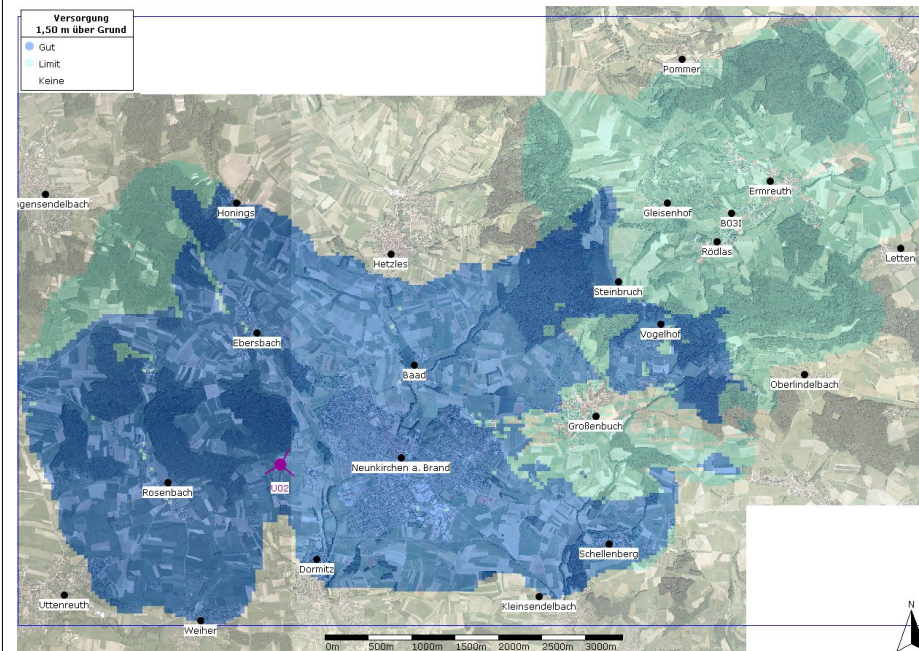 Versorgung
1,50 m über Grund
Gut
Limit
Keine
Pommer
ngensendelbach
Honings
Ermreuth
Gleisenhof
B03I
Rödlas
Hetzles
Letten
Steinbruch
Ebersbach
Vogelhof
Baad
Oberlindelbach
Großenbuch
Neunkirchen a. Brand
U02
Rosenbach
Schellenberg
Dormitz
Uttenreuth
Kleinsendelbach
Weiher
N
0m 500m 1000m 1500m 2000m 2500m 3000m